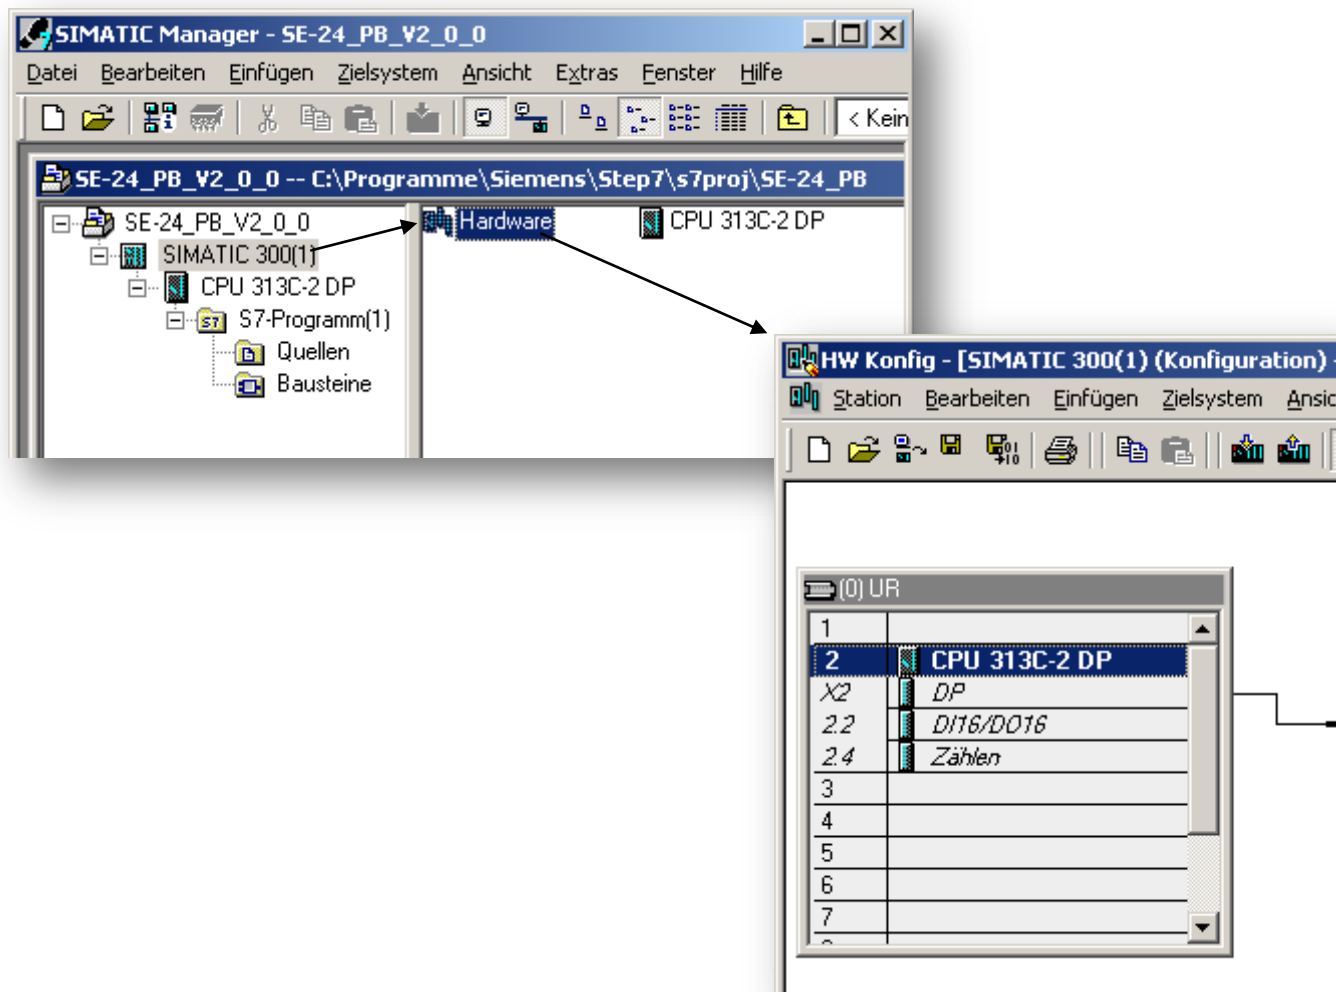 SIMATIC Manager - SE-24_PB_V2_0_0
Datei Bearbeiten Einfügen Zielsystem Ansicht Extras Fenster Hilfe
< Kein
SE-24_PB_V2_0_0 -- C:\Programme\Siemens\Step7\s7proj\SE-24_PB
SE-24_PB_V2_0_0
SIMATIC 300(1)
CPU 313C-2 DP
S7-Programm(1)
Quellen
Bausteine
Hardware
CPU 313C-2 DP
HW Konfig - [SIMATIC 300(1) (Konfiguration) -
Station Bearbeiten Einfügen Zielsystem Ansic
(0) UR
1
2 CPU 313C-2 DP
X2 DP
2.2 DI16/DO16
2.4 Zählen
3
4
5
6
7